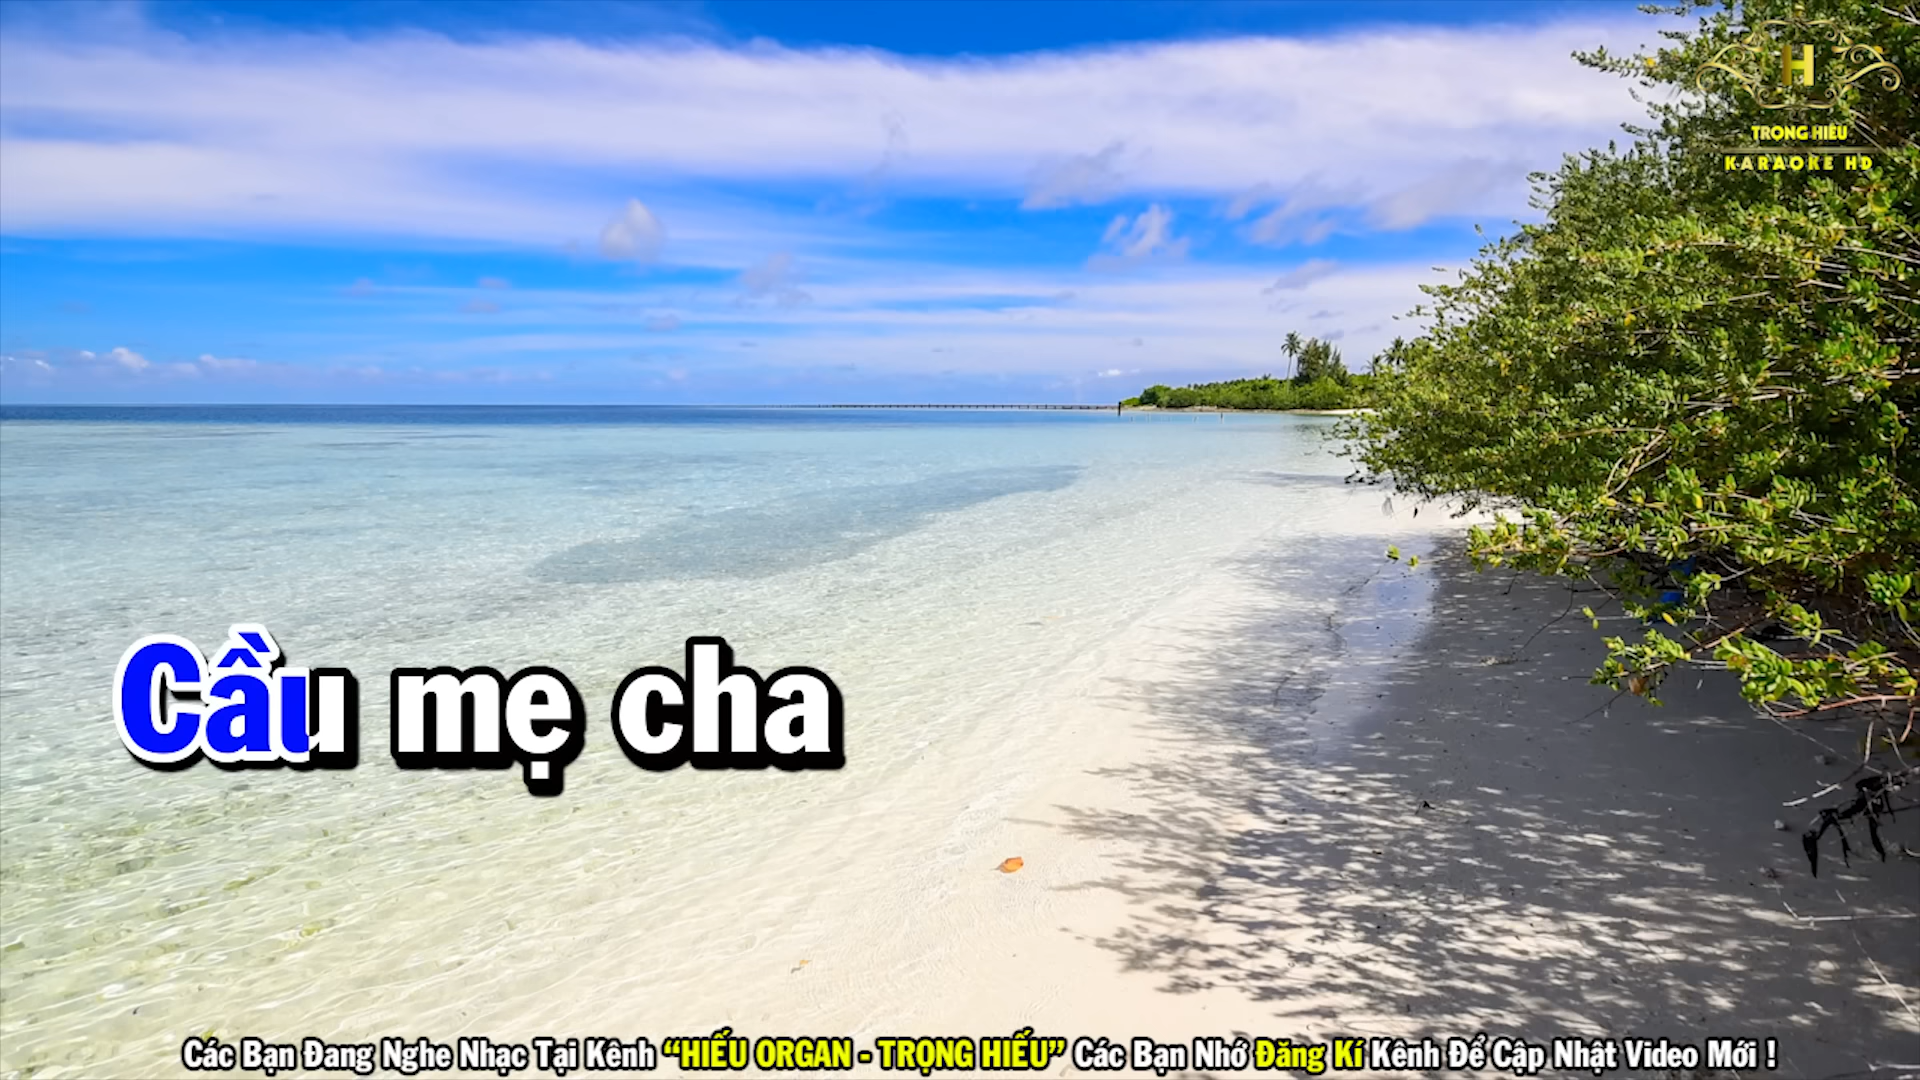 H
TRỌNG HIẾU
KARAOKE HD
Cầu mẹ cha
Các Bạn Đang Nghe Nhạc Tại Kênh “HIẾU ORGAN - TRỌNG HIẾU” Các Bạn Nhớ Đăng Kí Kênh Để Cập Nhật Video Mới !